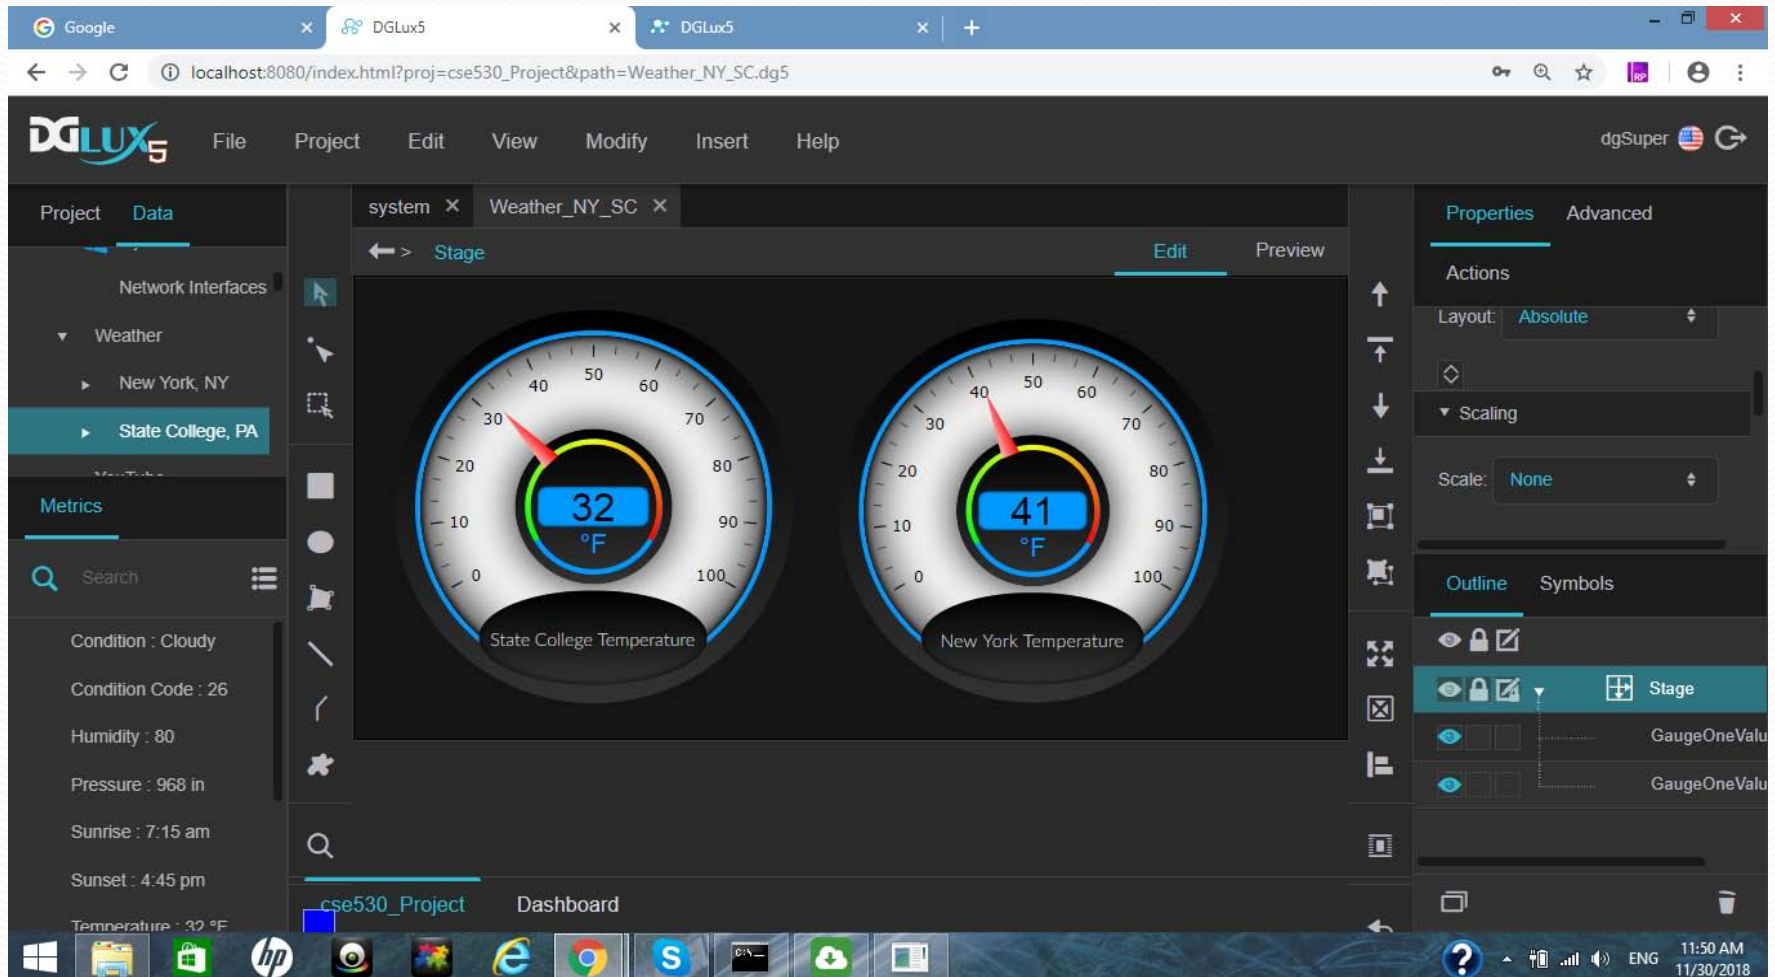 Google
DGLux5
DGLux5
localhost:8080/index.html?proj=cse530_Project&path=Weather_NY_SC.dg5
RP
DGLUX5
File Project Edit View Modify Insert Help
dgSuper
Project Data
Network Interfaces
Weather
New York, NY
State College, PA
YouTube
Metrics
Search
Condition : Cloudy
Condition Code : 26
Humidity : 80
Pressure : 968 in
Sunrise : 7:15 am
Sunset : 4:45 pm
Temperature : 32 °F
system Weather_NY_SC
> Stage
Edit Preview
0 10 20 30 40 50 60 70 80 90 100
32
°F
State College Temperature
0 10 20 30 40 50 60 70 80 90 100
41
°F
New York Temperature
cse530_Project Dashboard
Properties Advanced
Actions
Layout: Absolute
Scaling
Scale: None
Outline Symbols
Stage
GaugeOneValu
GaugeOneValu
hp
C:\_
ENG
11:50 AM
11/30/2018